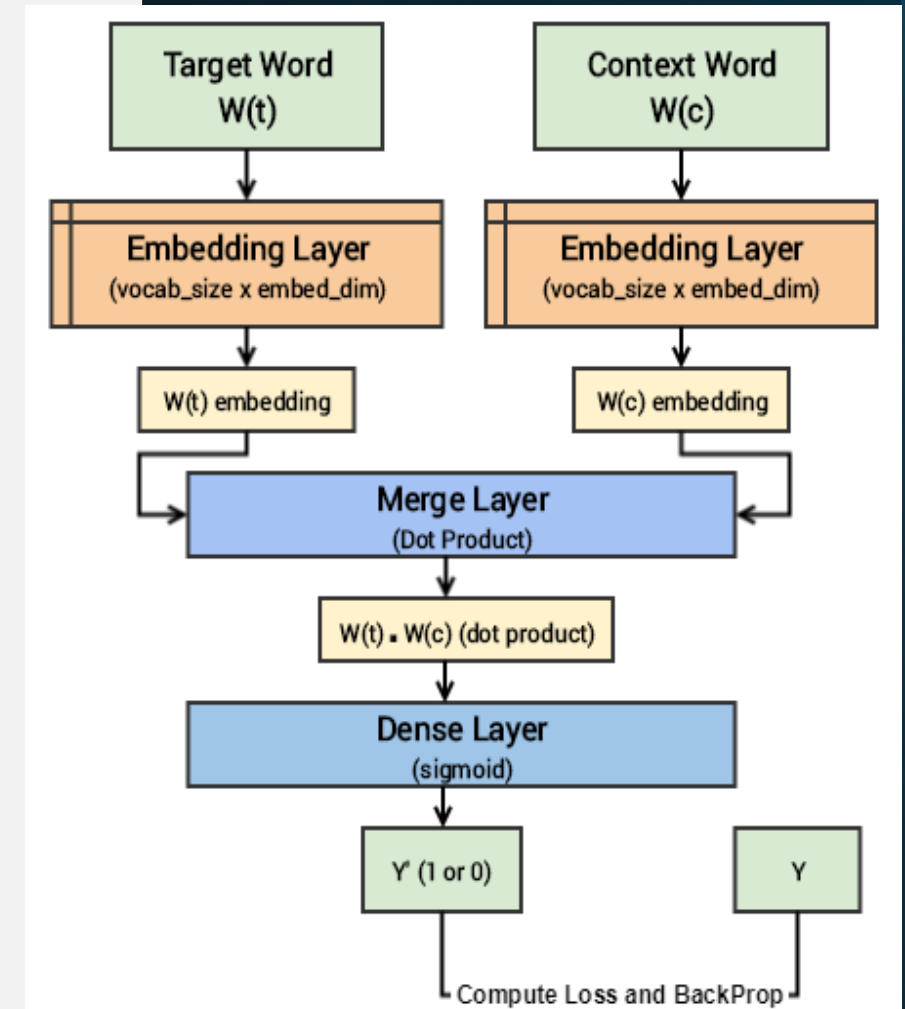 Target Word
W(t)
Context Word
W(c)
Embedding Layer
(vocab_size x embed_dim)
Embedding Layer
(vocab_size x embed_dim)
W(t) embedding
W(c) embedding
Merge Layer
(Dot Product)
W(t) . W(c) (dot product)
Dense Layer
(sigmoid)
Y' (1 or 0)
Y
Compute Loss and BackProp